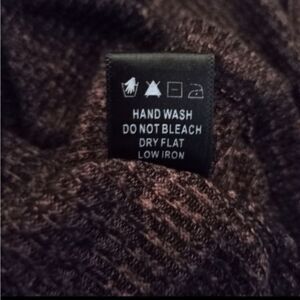 HAND WASH
DO NOT BLEACH
DRY FLAT
LOW IRON